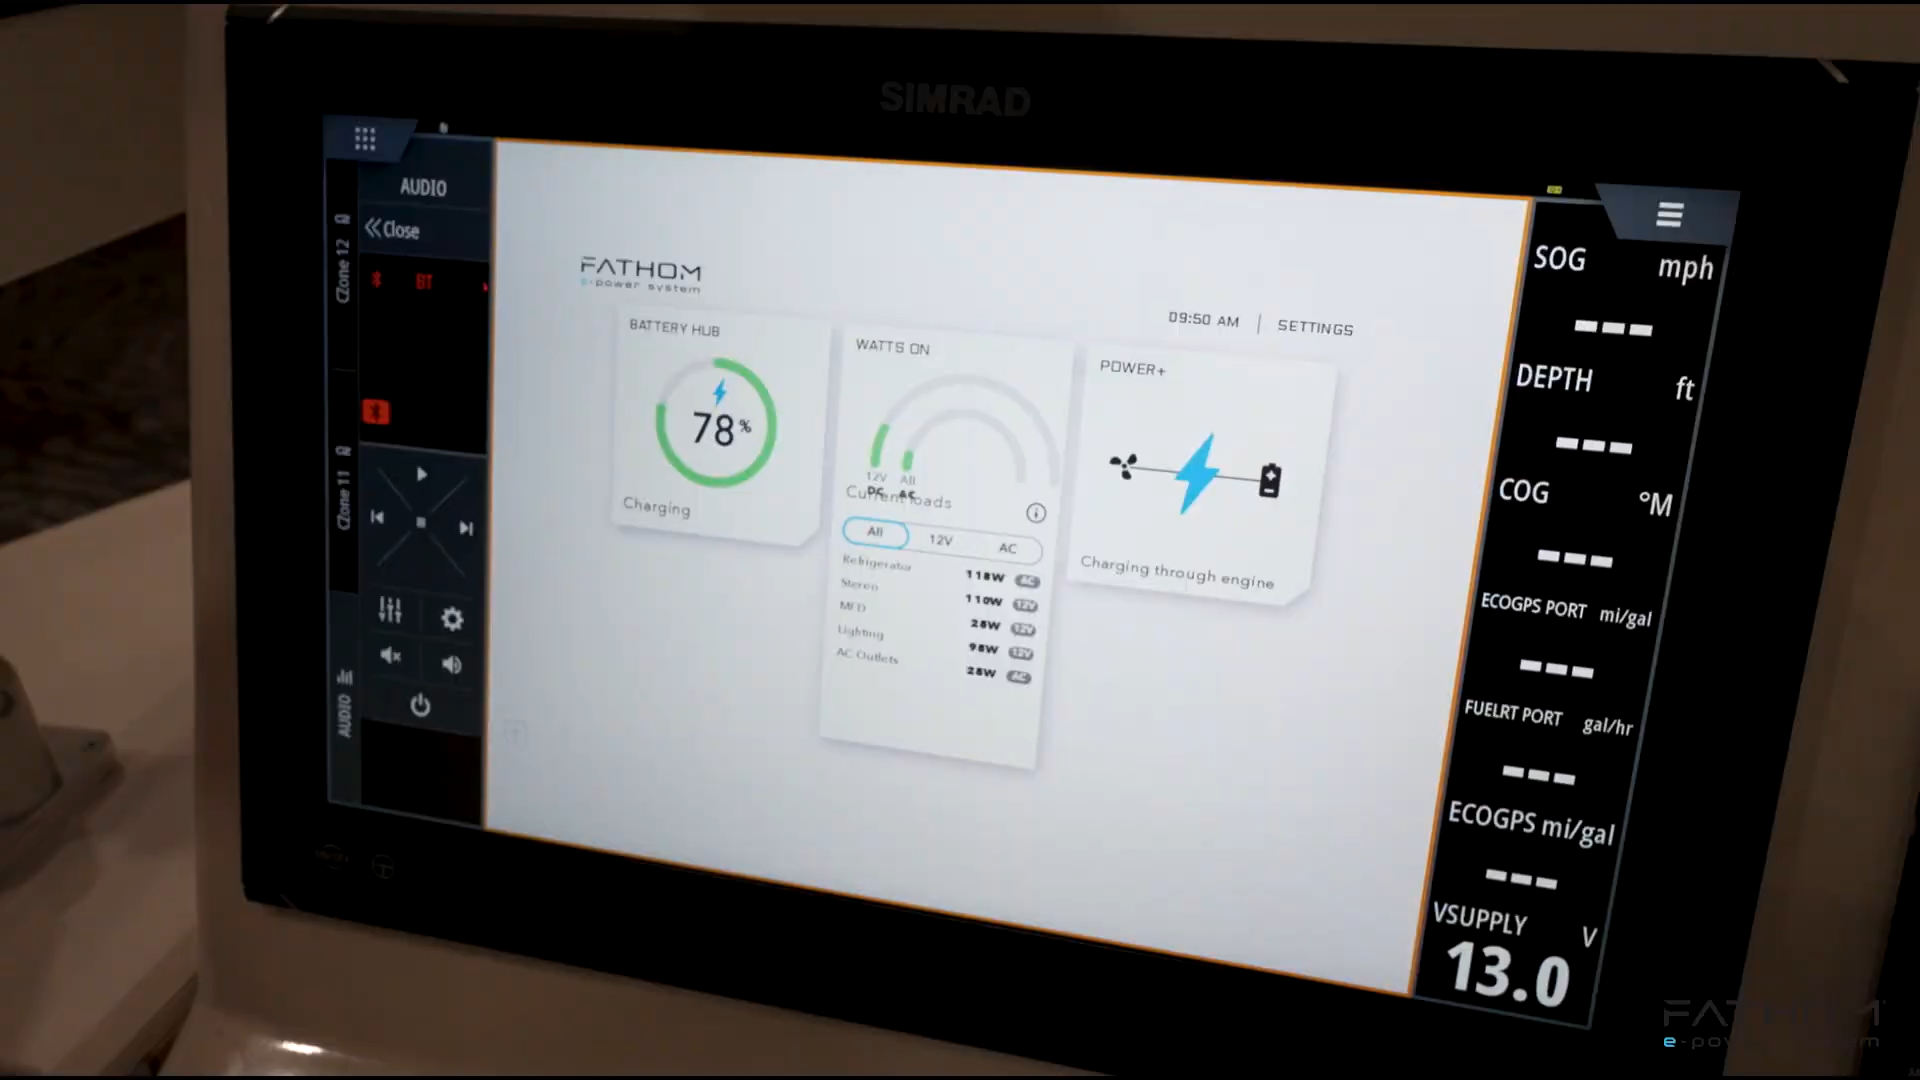 SIMRAD
AUDIO
Close
CZone 12
BT
CZone 11
AUDIO
FATHOM
e-power system
09:50 AM | SETTINGS
BATTERY HUB
78%
Charging
WATTS ON
12V All
DC AC
Current loads
All 12V AC
Refrigerator 118W AC
Stereo 110W 12V
MFD 28W 12V
Lighting 98W 12V
AC Outlets 28W AC
POWER+
Charging through engine
SOG mph
---
DEPTH ft
---
COG °M
---
ECOGPS PORT mi/gal
---
FUELRT PORT gal/hr
---
ECOGPS mi/gal
---
VSUPPLY V
13.0
FATHOM
e-power system